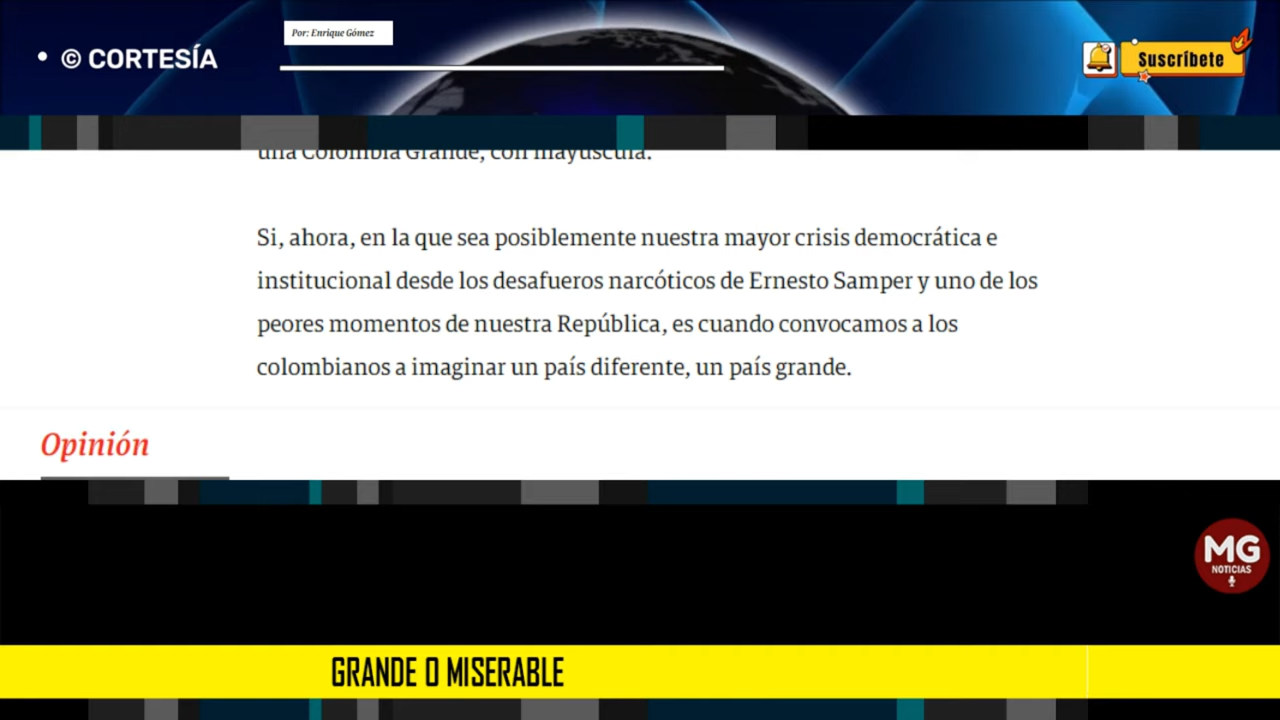 © CORTESÍA
Por: Enrique Gómez
Suscríbete
una Colombia Grande, con mayúscula.
Si, ahora, en la que sea posiblemente nuestra mayor crisis democrática e
institucional desde los desafueros narcóticos de Ernesto Samper y uno de los
peores momentos de nuestra República, es cuando convocamos a los
colombianos a imaginar un país diferente, un país grande.
Opinión
MG
NOTICIAS
GRANDE O MISERABLE